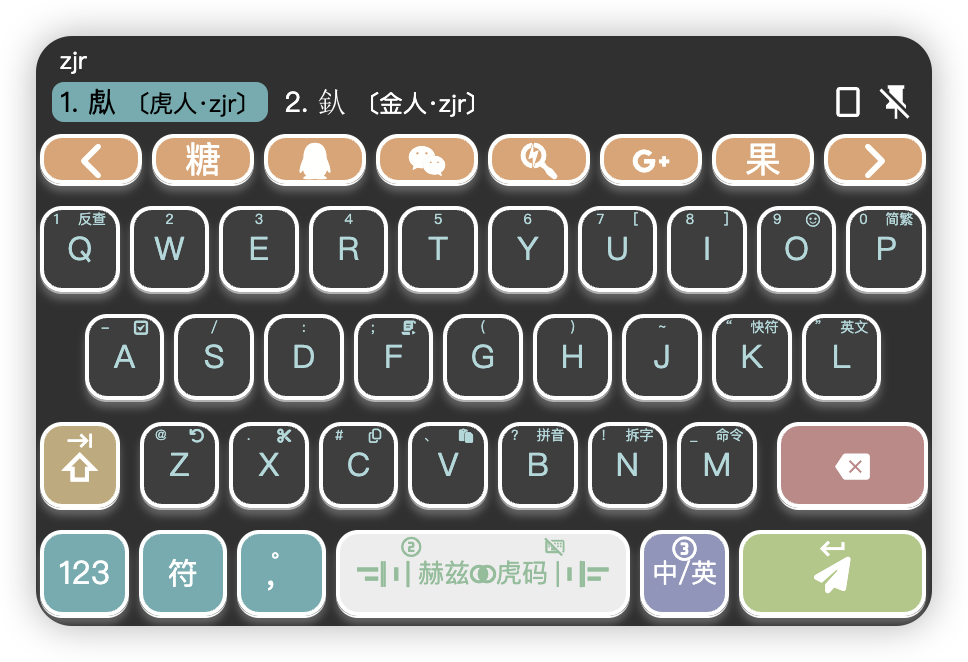 zjr
1. 虪 〔虎人·zjr〕 2. 釞 〔金人·zjr〕
糖 G+ 果
1 反查 2 3 4 5 6 7 [ 8 ] 9 0 简繁
Q W E R T Y U I O P
– / : ; ( ) ~ “ 快符 ” 英文
A S D F G H J K L
@ . # 、 ? 拼音 ! 拆字 _ 命令
Z X C V B N M
② ③
123 符 ° , 赫兹虎码 中/英